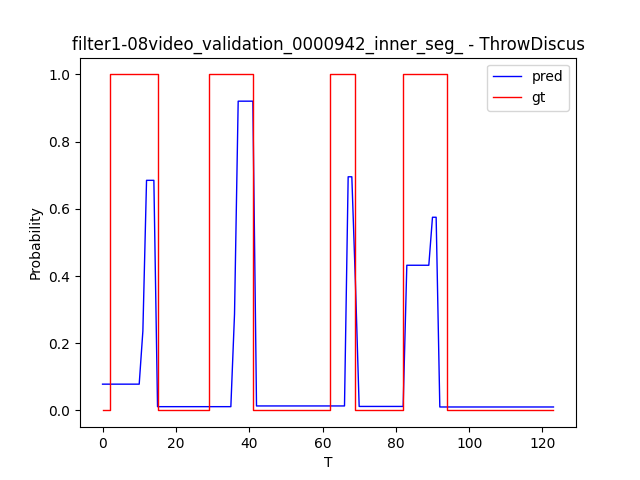 filter1-08video_validation_0000942_inner_seg_ - ThrowDiscus
pred
gt
Probability
1.0
0.8
0.6
0.4
0.2
0.0
0 20 40 60 80 100 120
T